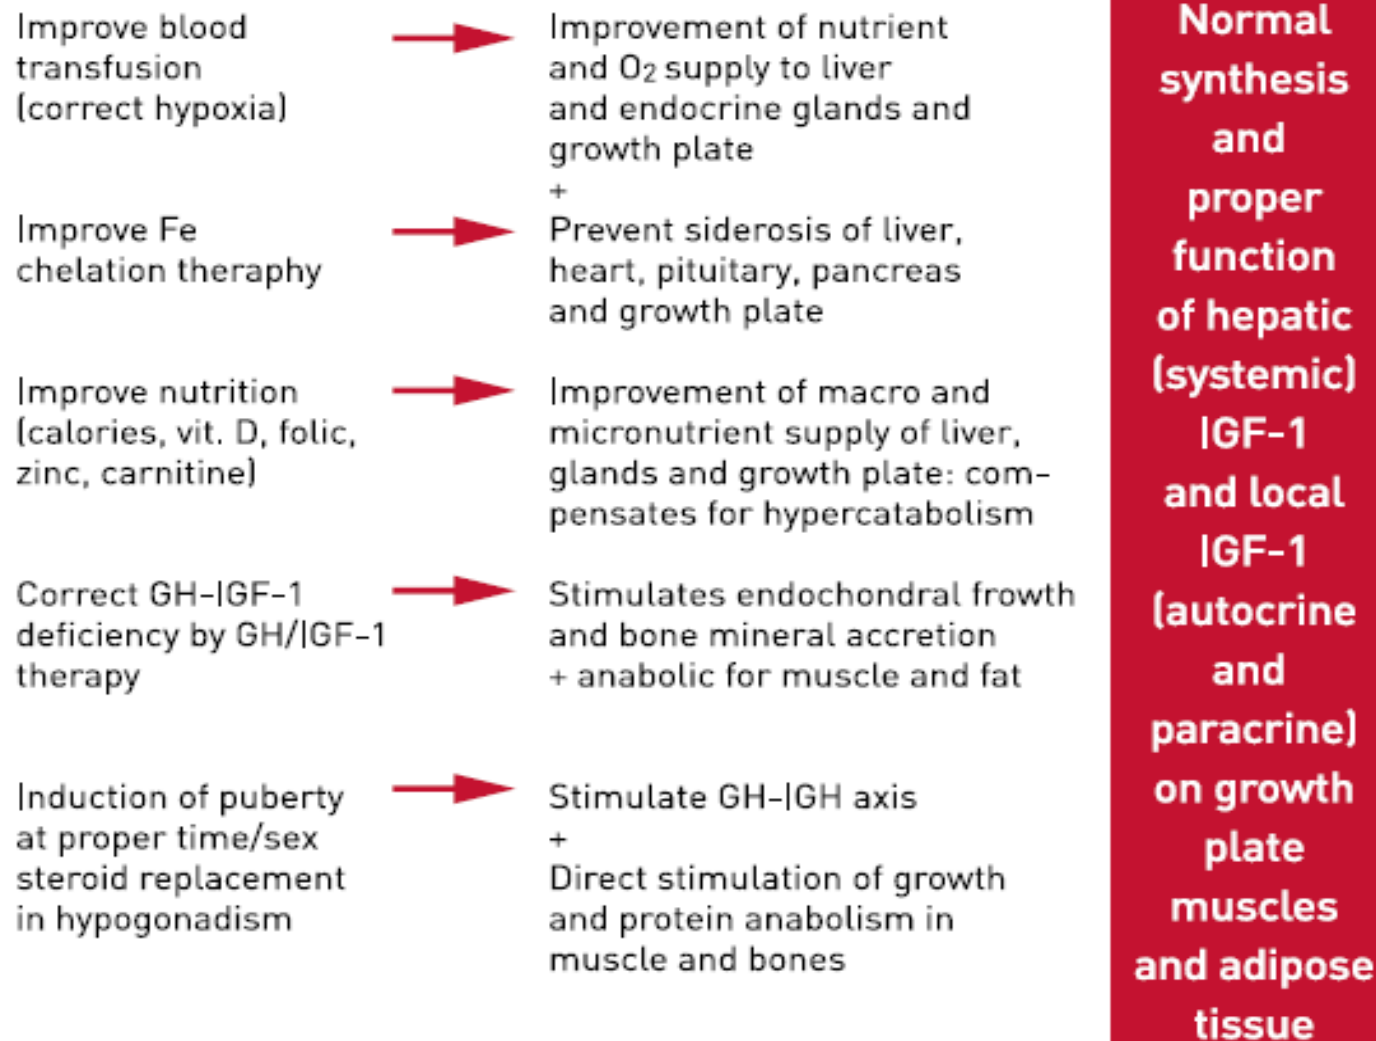 Improve blood
transfusion
(correct hypoxia)
Improvement of nutrient
and O2 supply to liver
and endocrine glands and
growth plate
+
Improve Fe
chelation theraphy
Prevent siderosis of liver,
heart, pituitary, pancreas
and growth plate
Improve nutrition
(calories, vit. D, folic,
zinc, carnitine)
Improvement of macro and
micronutrient supply of liver,
glands and growth plate: com-
pensates for hypercatabolism
Correct GH-IGF-1
deficiency by GH/IGF-1
therapy
Stimulates endochondral frowth
and bone mineral accretion
+ anabolic for muscle and fat
Induction of puberty
at proper time/sex
steroid replacement
in hypogonadism
Stimulate GH-IGH axis
+
Direct stimulation of growth
and protein anabolism in
muscle and bones
Normal
synthesis
and
proper
function
of hepatic
(systemic)
IGF-1
and local
IGF-1
(autocrine
and
paracrine)
on growth
plate
muscles
and adipose
tissue